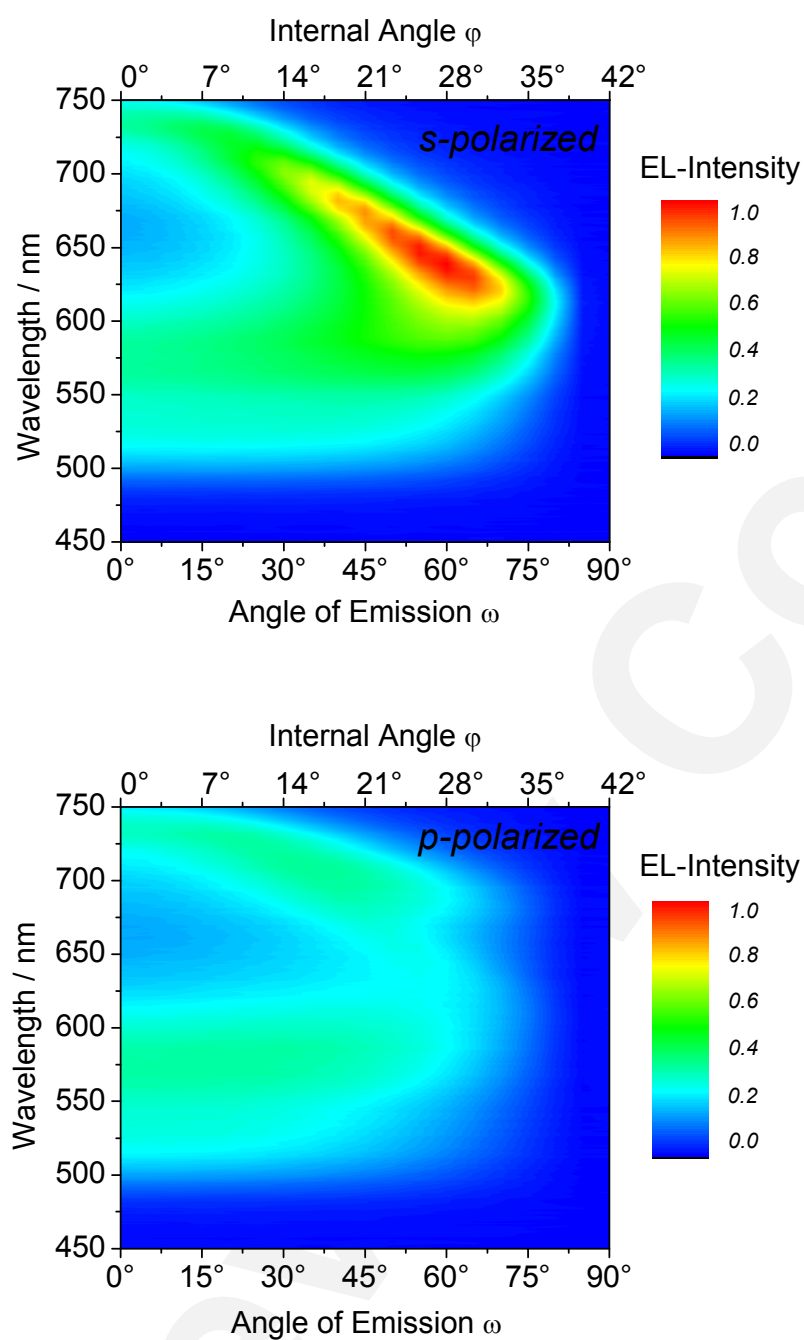 Internal Angle φ
0° 7° 14° 21° 28° 35° 42°
750
700
650
600
550
500
450
Wavelength / nm
s-polarized
EL-Intensity
1.0
0.8
0.6
0.4
0.2
0.0
0° 15° 30° 45° 60° 75° 90°
Angle of Emission ω
Internal Angle φ
0° 7° 14° 21° 28° 35° 42°
750
700
650
600
550
500
450
Wavelength / nm
p-polarized
EL-Intensity
1.0
0.8
0.6
0.4
0.2
0.0
0° 15° 30° 45° 60° 75° 90°
Angle of Emission ω